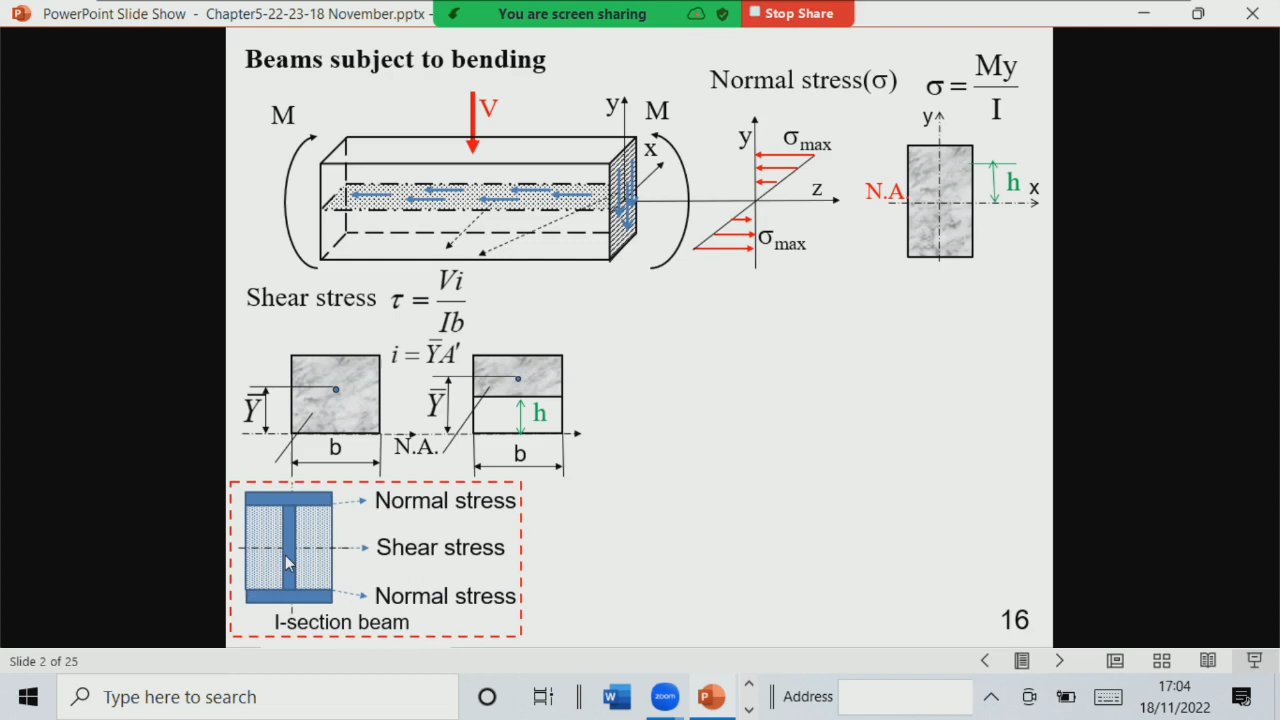 PowerPoint Slide Show - Chapter5-22-23-18 November.pptx -
You are screen sharing
Stop Share
Beams subject to bending
Normal stress(σ)
σ = My/I
M
V
y
M
x
y
σmax
z
σmax
y
N.A.
h
x
Shear stress τ = Vi/Ib
i = ȲA'
Ȳ
b
N.A.
Ȳ
h
b
Normal stress
Shear stress
Normal stress
I-section beam
16
Slide 2 of 25
Type here to search
W
zoom
P
Address
17:04
18/11/2022